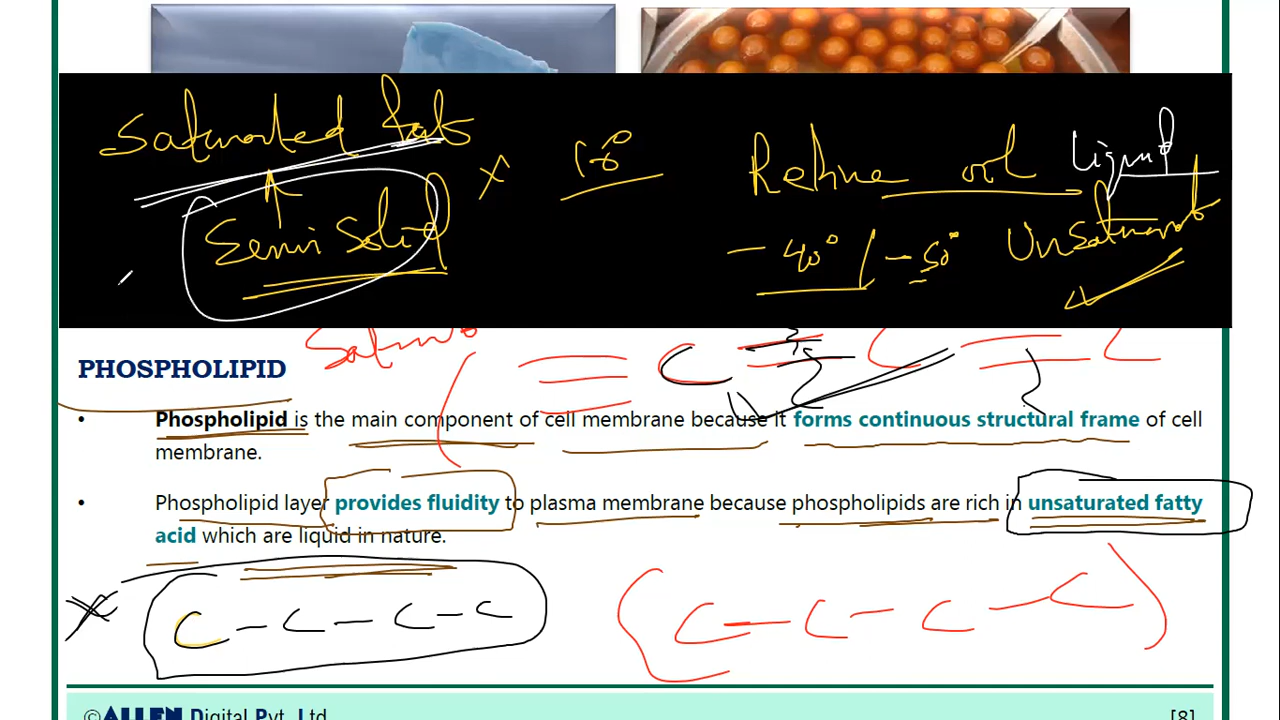 Saturated fats
× 18°
Refine oil
Liquid
Semi Solid
– 40° / – 50°
PHOSPHOLIPID
= C = C = C
• Phospholipid is the main component of cell membrane because it forms continuous structural frame of cell
membrane.
• Phospholipid layer provides fluidity to plasma membrane because phospholipids are rich in unsaturated fatty
acid which are liquid in nature.
C – C – C – C
C – C – C – C
©ALLEN Digital Pvt. Ltd.
[8]